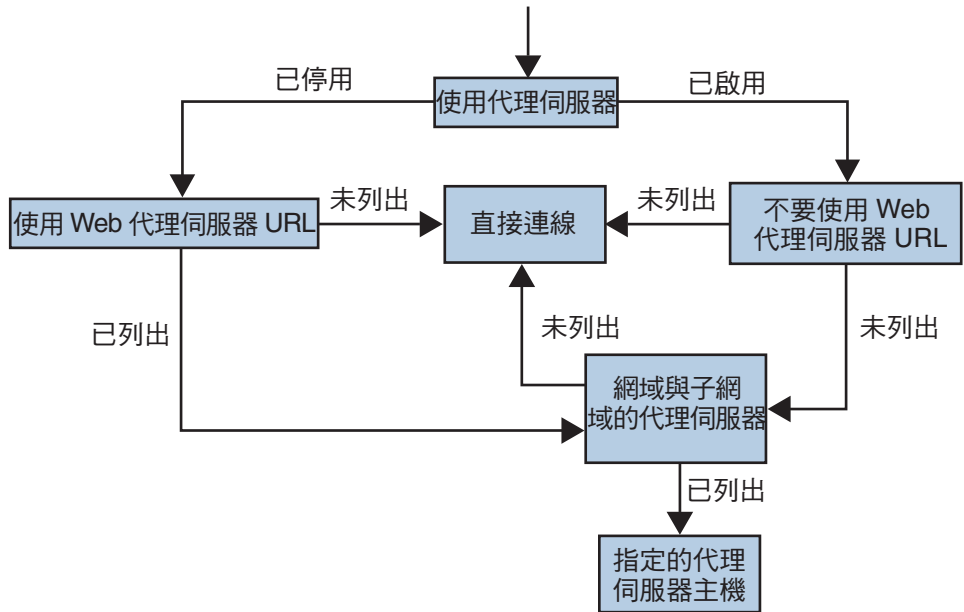 已停用
已啟用
使用代理伺服器
使用 Web 代理伺服器 URL
未列出
直接連線
未列出
不要使用 Web
代理伺服器 URL
已列出
未列出
未列出
網域與子網
域的代理伺服器
已列出
指定的代理
伺服器主機